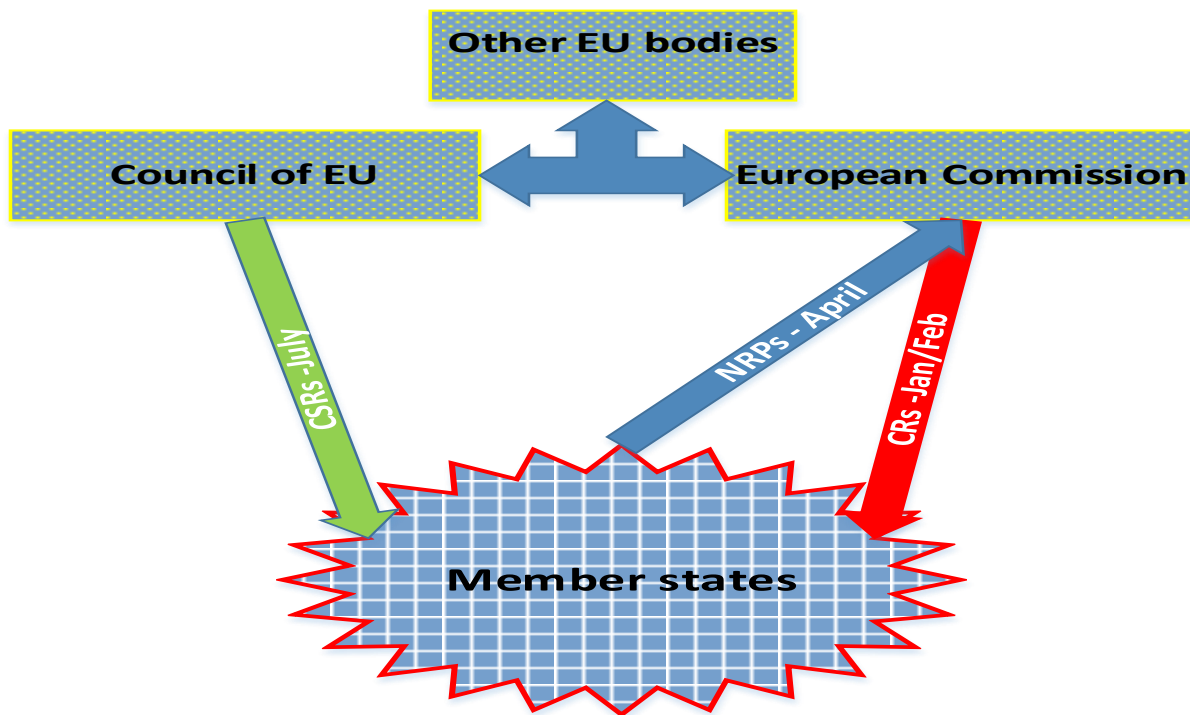 Other EU bodies
Council of EU
European Commission
CSRs -July
NRPs - April
CRs -Jan/Feb
Member states